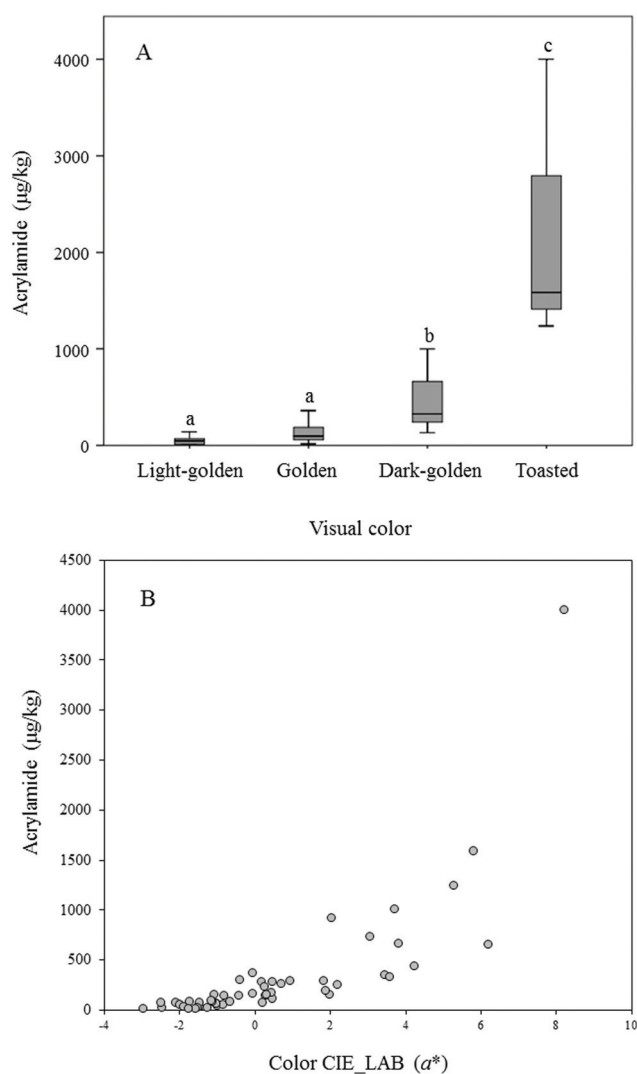 A
c
4000
3000
Acrylamide (µg/kg)
2000
1000
b
a
a
0
Light-golden Golden Dark-golden Toasted
Visual color
4500
B
4000
3500
3000
Acrylamide (µg/kg)
2500
2000
1500
1000
500
0
-4 -2 0 2 4 6 8 10
Color CIE_LAB (a*)